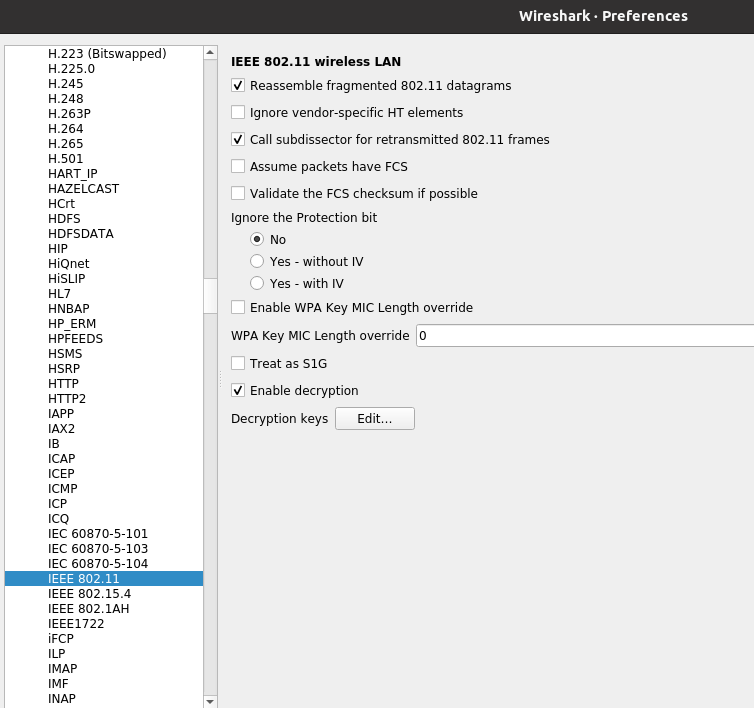 Wireshark · Preferences
H.223 (Bitswapped)
H.225.0
H.245
H.248
H.263P
H.264
H.265
H.501
HART_IP
HAZELCAST
HCrt
HDFS
HDFSDATA
HIP
HiQnet
HiSLIP
HL7
HNBAP
HP_ERM
HPFEEDS
HSMS
HSRP
HTTP
HTTP2
IAPP
IAX2
IB
ICAP
ICEP
ICMP
ICP
ICQ
IEC 60870-5-101
IEC 60870-5-103
IEC 60870-5-104
IEEE 802.11
IEEE 802.15.4
IEEE 802.1AH
IEEE1722
iFCP
ILP
IMAP
IMF
INAP
IEEE 802.11 wireless LAN
Reassemble fragmented 802.11 datagrams
Ignore vendor-specific HT elements
Call subdissector for retransmitted 802.11 frames
Assume packets have FCS
Validate the FCS checksum if possible
Ignore the Protection bit
No
Yes - without IV
Yes - with IV
Enable WPA Key MIC Length override
WPA Key MIC Length override 0
Treat as S1G
Enable decryption
Decryption keys Edit...